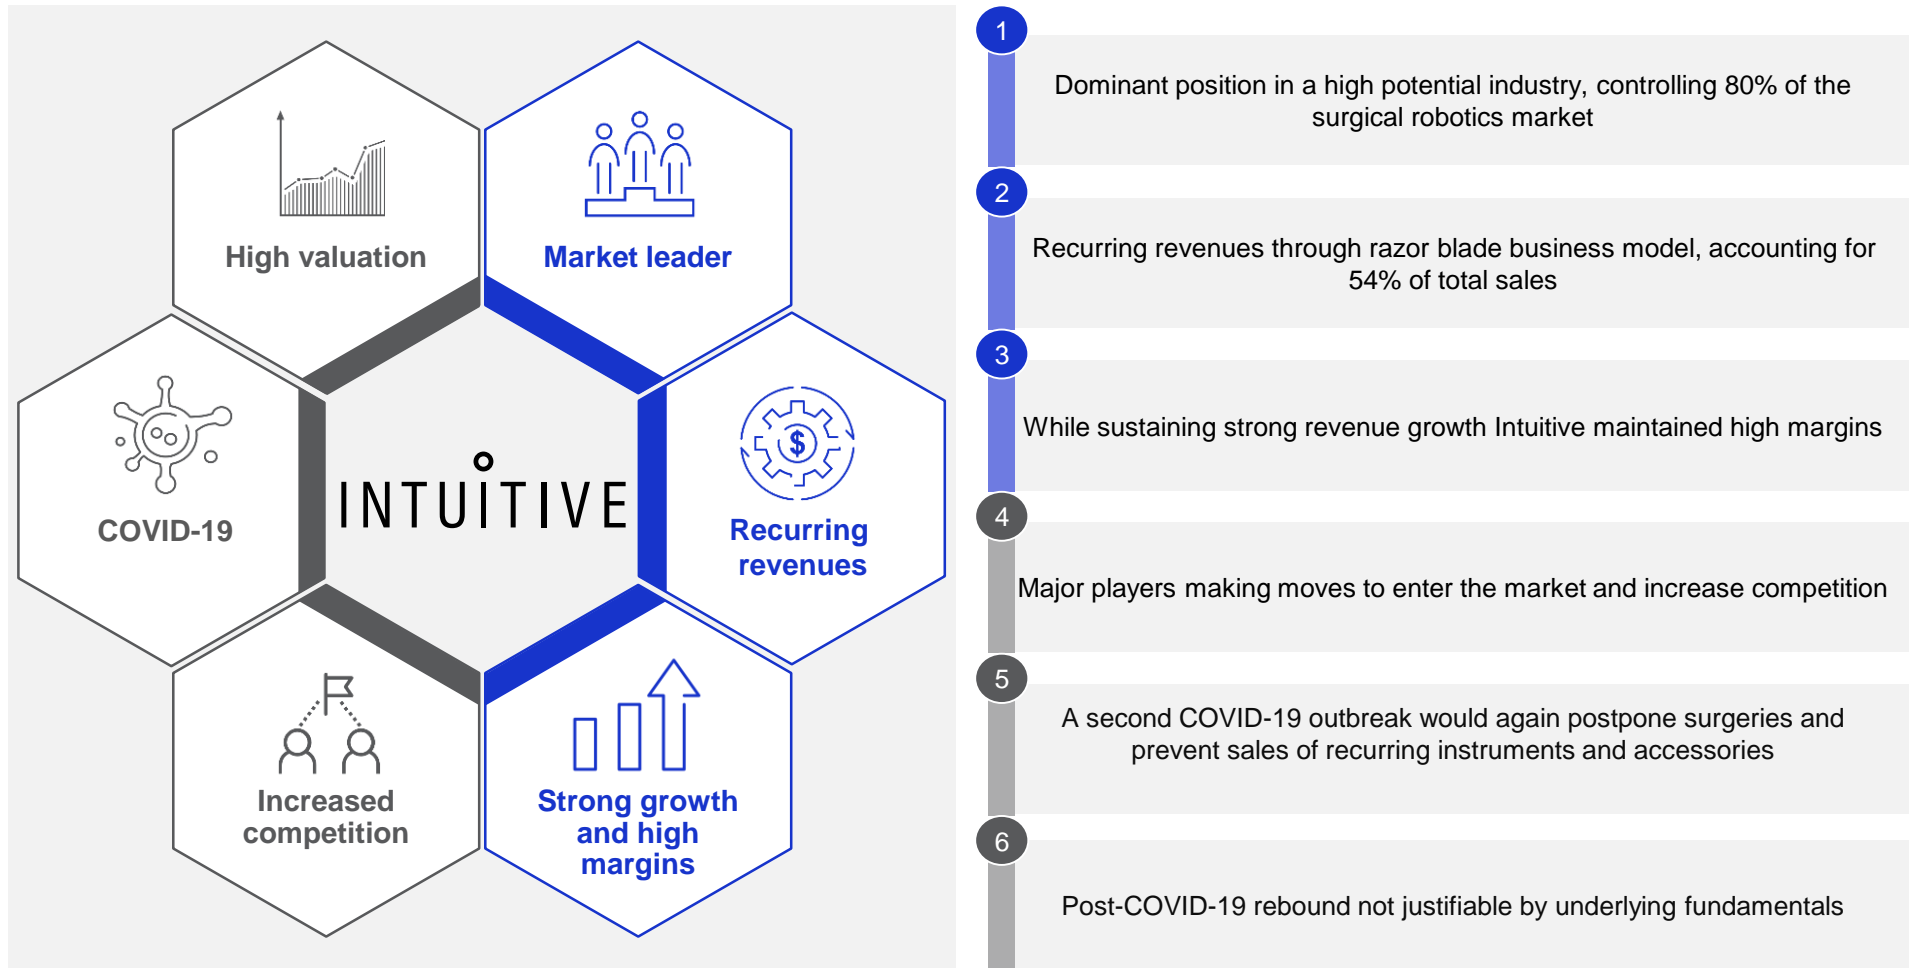 High valuation
Market leader
COVID-19
INTUITIVE
$
Recurring
revenues
Increased
competition
Strong growth
and high
margins
1
Dominant position in a high potential industry, controlling 80% of the
surgical robotics market
2
Recurring revenues through razor blade business model, accounting for
54% of total sales
3
While sustaining strong revenue growth Intuitive maintained high margins
4
Major players making moves to enter the market and increase competition
5
A second COVID-19 outbreak would again postpone surgeries and
prevent sales of recurring instruments and accessories
6
Post-COVID-19 rebound not justifiable by underlying fundamentals